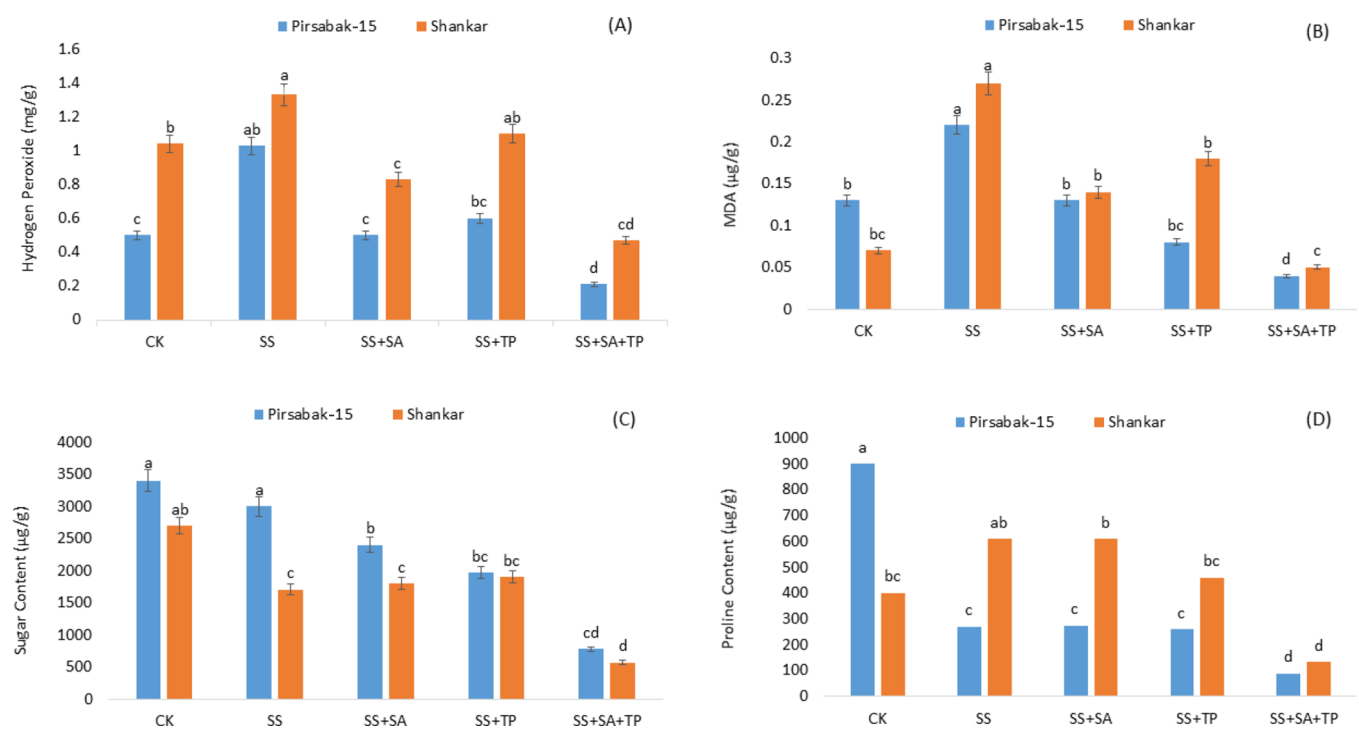 Pirsabak-15 Shankar (A)
Hydrogen Peroxide (mg/g)
1.6
1.4
1.2
1
0.8
0.6
0.4
0.2
0
c b ab a c c bc ab d cd
CK SS SS+SA SS+TP SS+SA+TP
Pirsabak-15 Shankar (B)
MDA (µg/g)
0.3
0.25
0.2
0.15
0.1
0.05
0
b bc a a b b bc b d c
CK SS SS+SA SS+TP SS+SA+TP
Pirsabak-15 Shankar (C)
Sugar Content (µg/g)
4000
3500
3000
2500
2000
1500
1000
500
0
a ab a c b c bc bc cd d
CK SS SS+SA SS+TP SS+SA+TP
Pirsabak-15 Shankar (D)
Proline Content (µg/g)
1000
900
800
700
600
500
400
300
200
100
0
a bc c ab c b c bc d d
CK SS SS+SA SS+TP SS+SA+TP